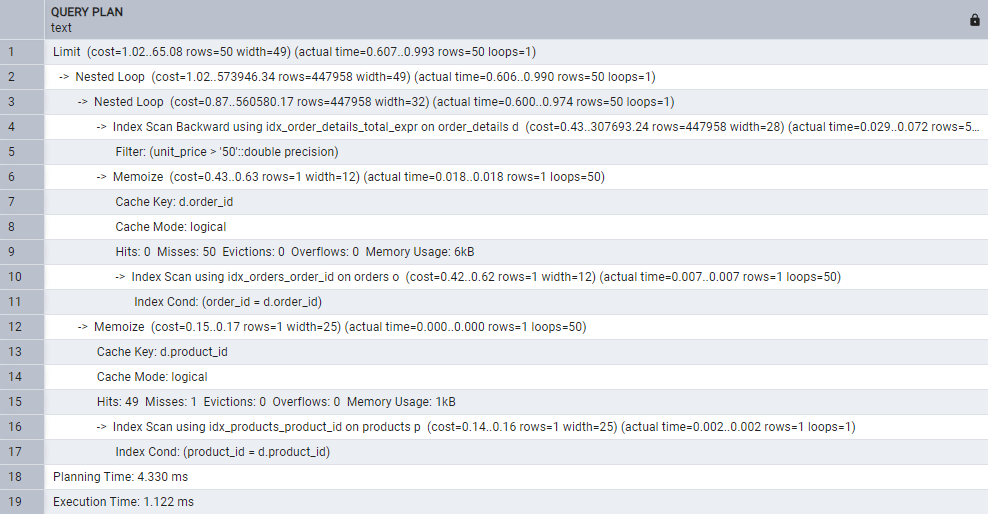 QUERY PLAN
text
1 Limit (cost=1.02..65.08 rows=50 width=49) (actual time=0.607..0.993 rows=50 loops=1)
2 -> Nested Loop (cost=1.02..573946.34 rows=447958 width=49) (actual time=0.606..0.990 rows=50 loops=1)
3 -> Nested Loop (cost=0.87..560580.17 rows=447958 width=32) (actual time=0.600..0.974 rows=50 loops=1)
4 -> Index Scan Backward using idx_order_details_total_expr on order_details d (cost=0.43..307693.24 rows=447958 width=28) (actual time=0.029..0.072 rows=5...
5 Filter: (unit_price > '50'::double precision)
6 -> Memoize (cost=0.43..0.63 rows=1 width=12) (actual time=0.018..0.018 rows=1 loops=50)
7 Cache Key: d.order_id
8 Cache Mode: logical
9 Hits: 0 Misses: 50 Evictions: 0 Overflows: 0 Memory Usage: 6kB
10 -> Index Scan using idx_orders_order_id on orders o (cost=0.42..0.62 rows=1 width=12) (actual time=0.007..0.007 rows=1 loops=50)
11 Index Cond: (order_id = d.order_id)
12 -> Memoize (cost=0.15..0.17 rows=1 width=25) (actual time=0.000..0.000 rows=1 loops=50)
13 Cache Key: d.product_id
14 Cache Mode: logical
15 Hits: 49 Misses: 1 Evictions: 0 Overflows: 0 Memory Usage: 1kB
16 -> Index Scan using idx_products_product_id on products p (cost=0.14..0.16 rows=1 width=25) (actual time=0.002..0.002 rows=1 loops=1)
17 Index Cond: (product_id = d.product_id)
18 Planning Time: 4.330 ms
19 Execution Time: 1.122 ms